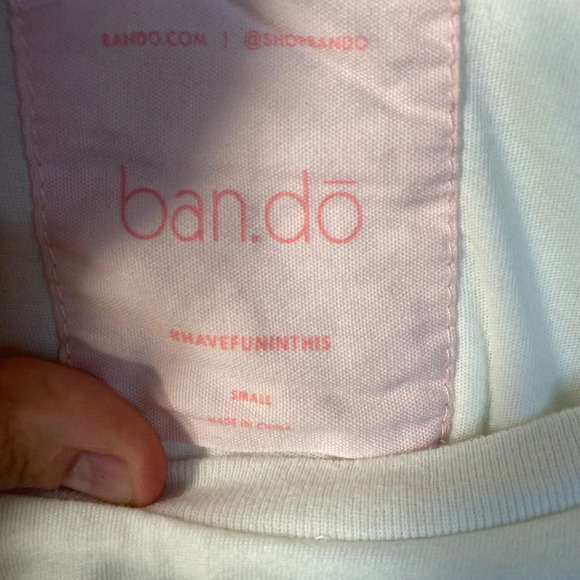 BANDO.COM | @SHOPBANDO
ban.dō
#HAVEFUNINTHIS
SMALL
MADE IN CHINA